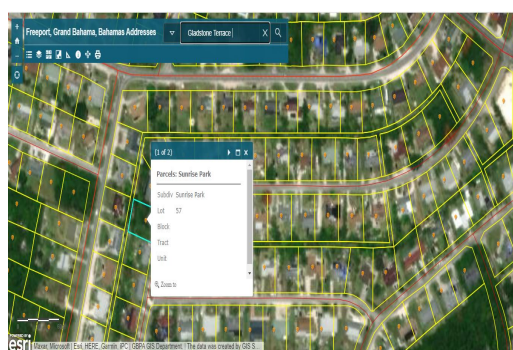 Freeport, Grand Bahama, Bahamas Addresses
Gladstone Terrace
X
(1 of 2)
Parcels: Sunrise Park
Subdiv Sunrise Park
Lot 57
Block
Tract
Unit
Zoom to
POWERED BY
esri
Maxar, Microsoft | Esri, HERE, Garmin, iPC | GBPA GIS Department. | The data was created by GIS S...